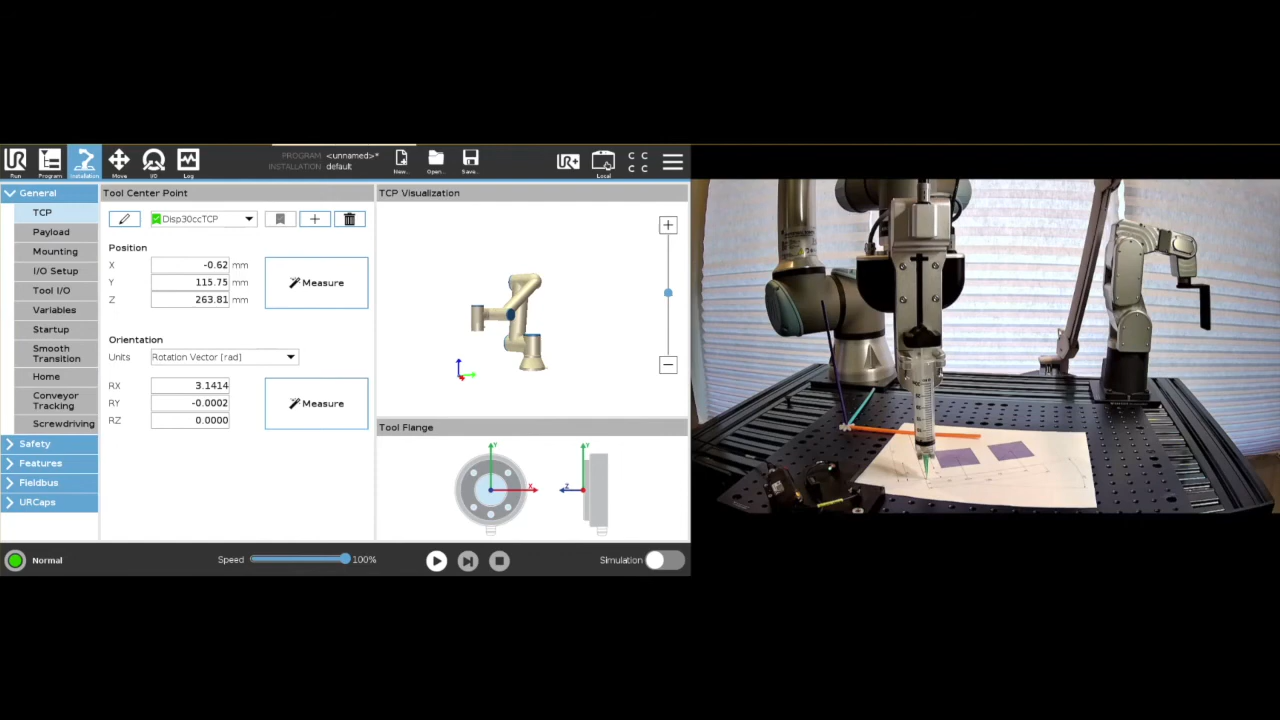 PROGRAM <unnamed>*
INSTALLATION default
Run
Program
Installation
Move
I/O
Log
New...
Open...
Save...
UR+
Local
C C
C C
General
TCP
Payload
Mounting
I/O Setup
Tool I/O
Variables
Startup
Smooth
Transition
Home
Conveyor
Tracking
Screwdriving
Safety
Features
Fieldbus
URCaps
Tool Center Point
Disp30ccTCP
Position
X -0.62 mm
Y 115.75 mm
Z 263.81 mm
Measure
Orientation
Units Rotation Vector [rad]
RX 3.1414
RY -0.0002
RZ 0.0000
Measure
TCP Visualization
Tool Flange
Y
X
Y
Z
Normal
Speed
100%
Simulation